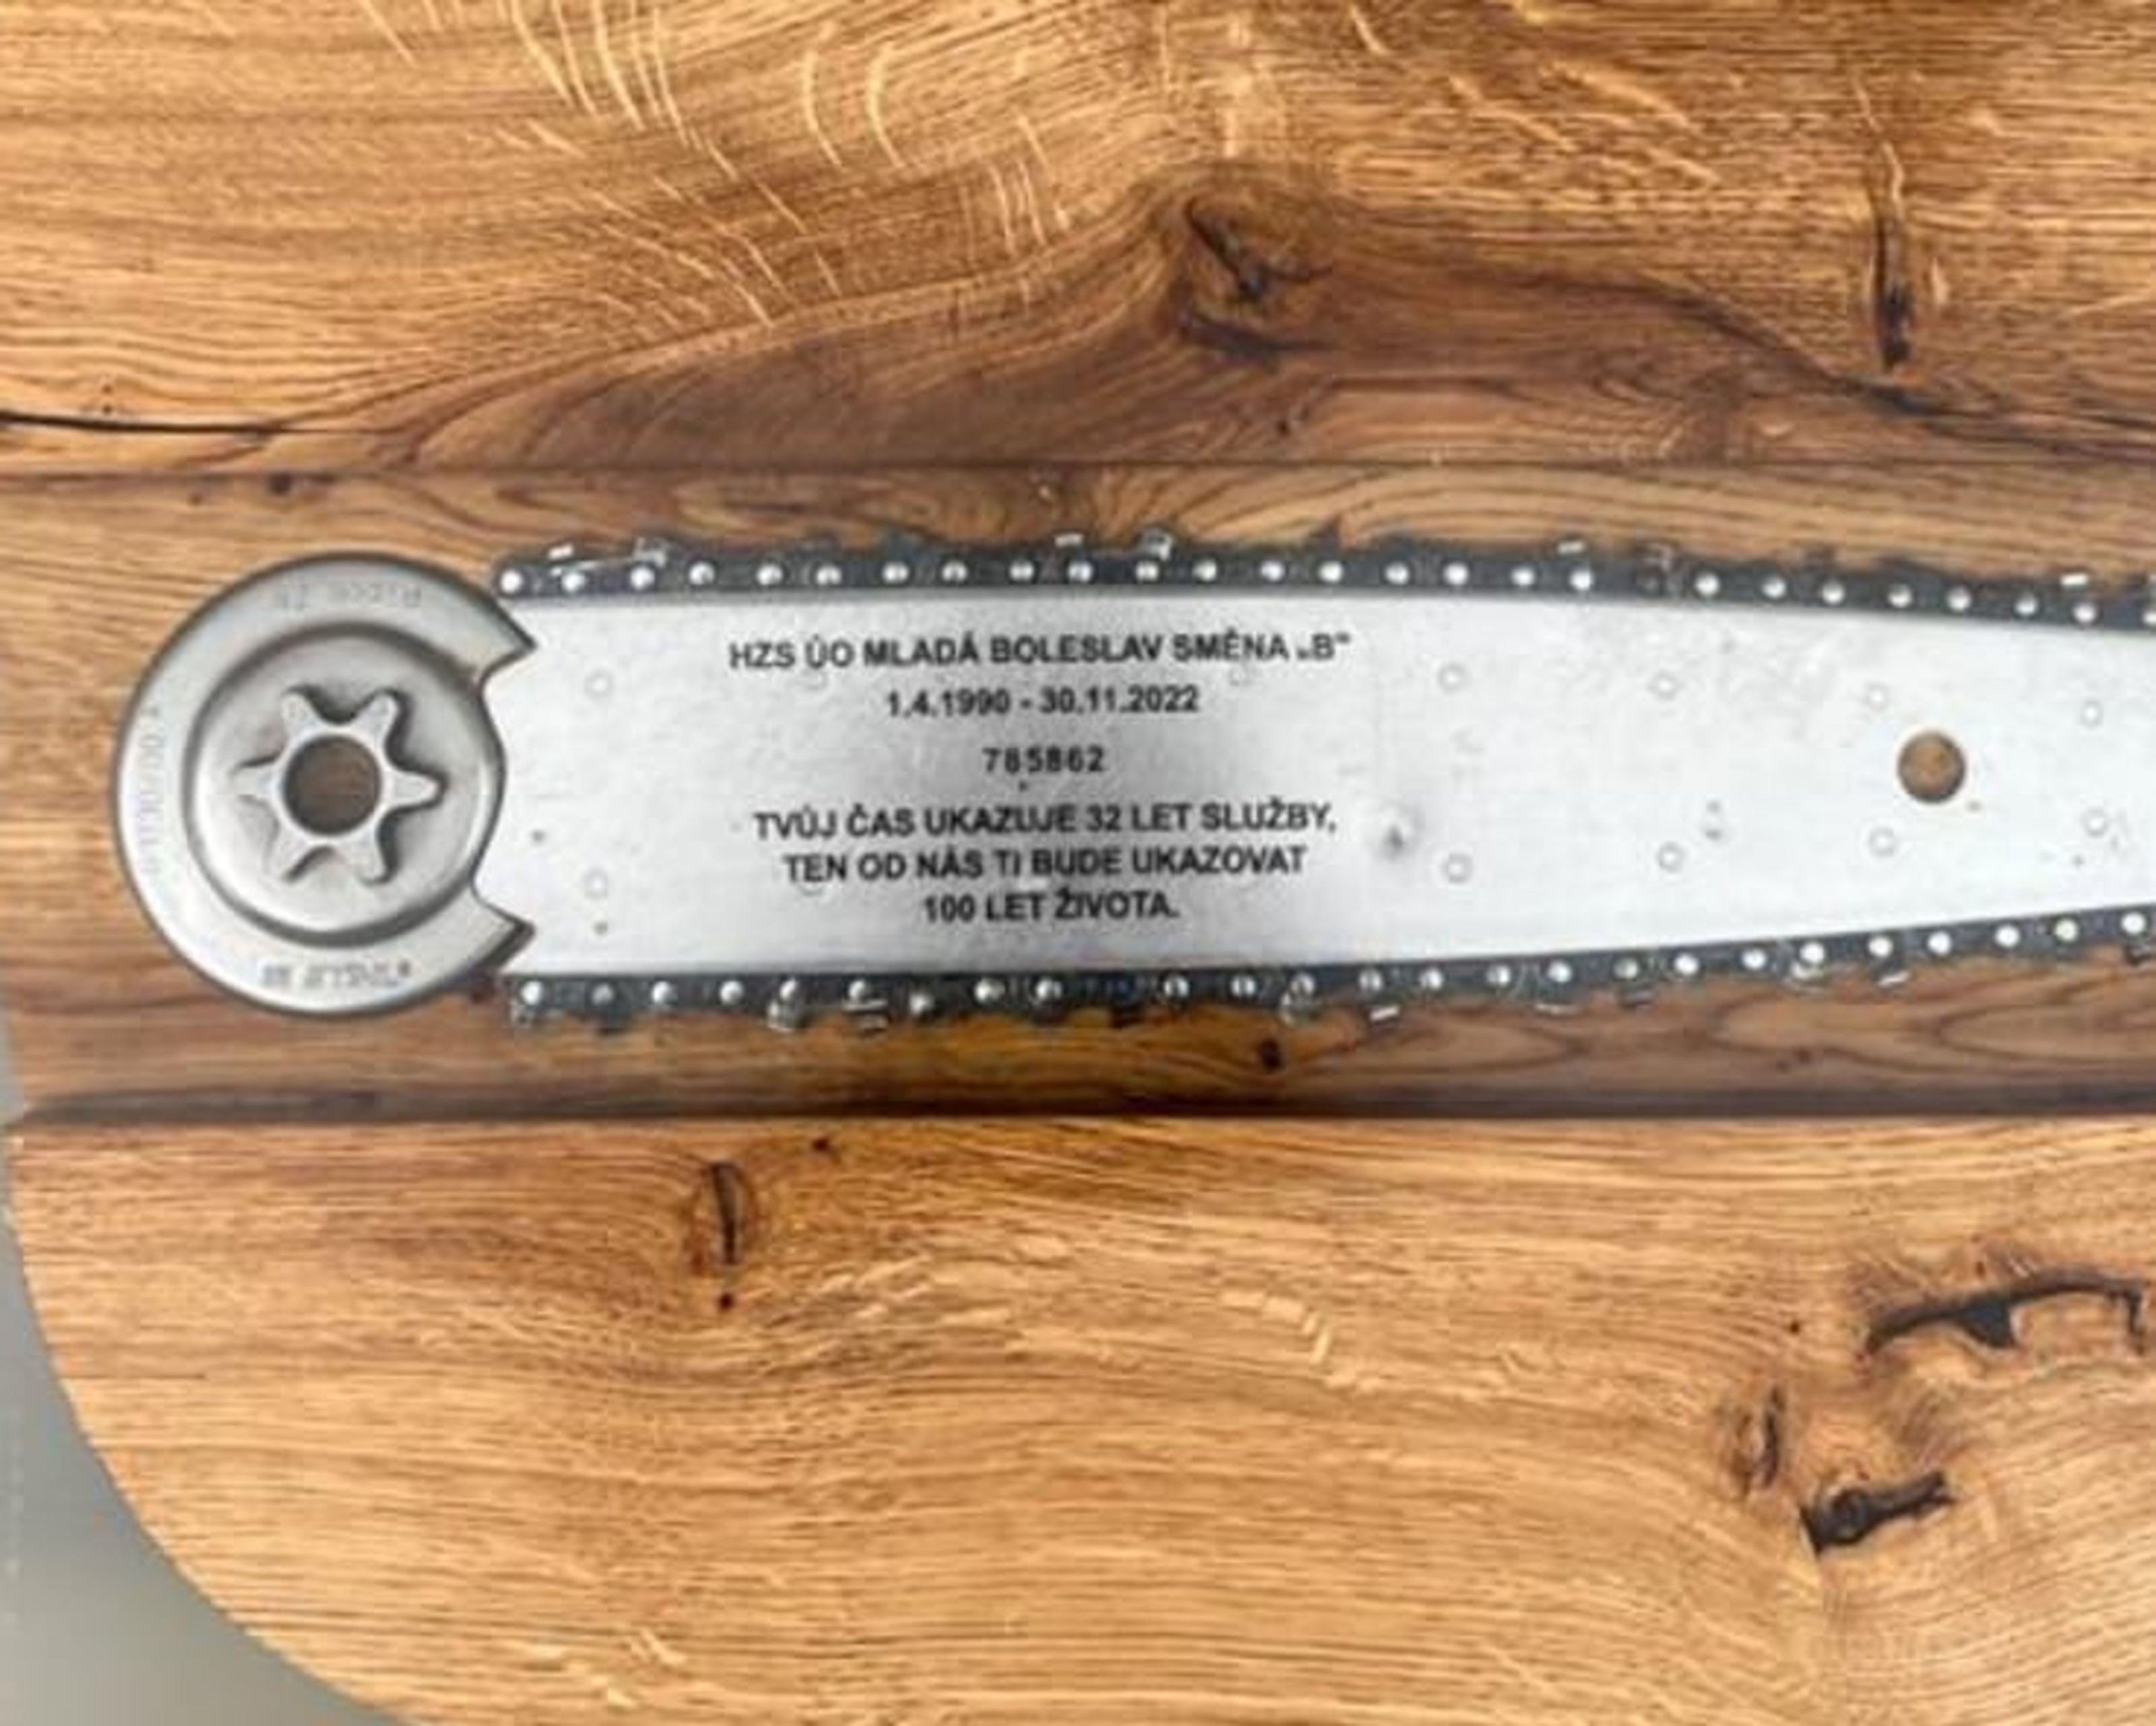 HZS ÚO MLADÁ BOLESLAV SMĚNA „B"
1.4.1990 - 30.11.2022
785862
TVŮJ ČAS UKAZUJE 32 LET SLUŽBY,
TEN OD NÁS TI BUDE UKAZOVAT
100 LET ŽIVOTA.